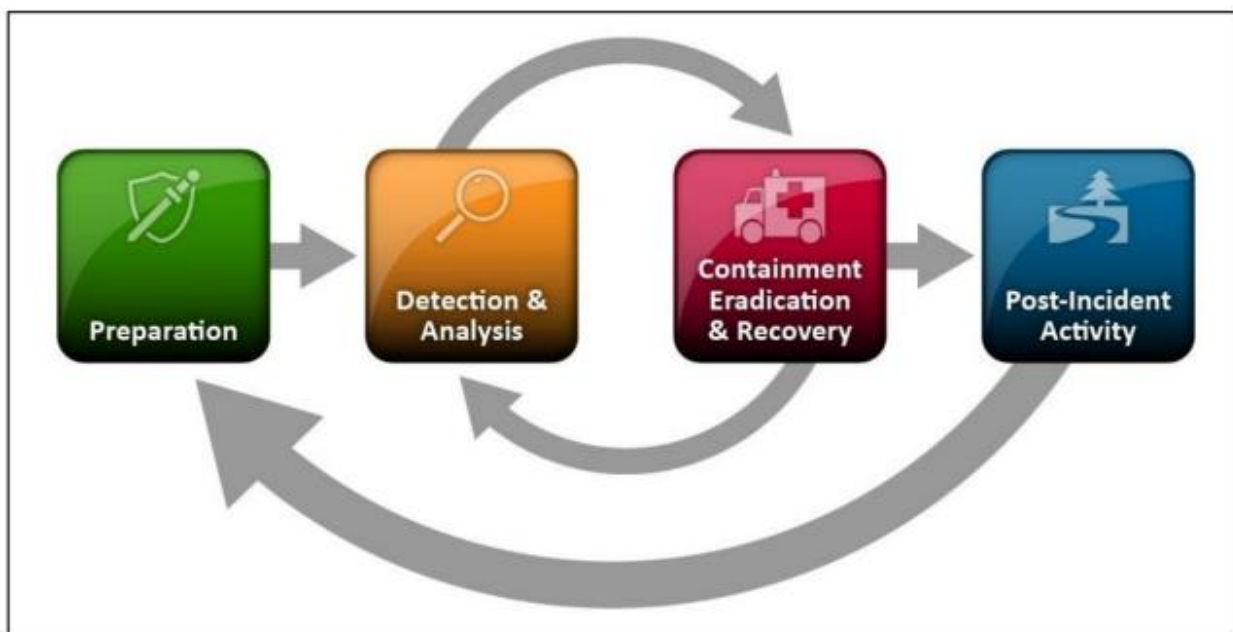 Preparation
Detection &
Analysis
Containment
Eradication
& Recovery
Post-Incident
Activity